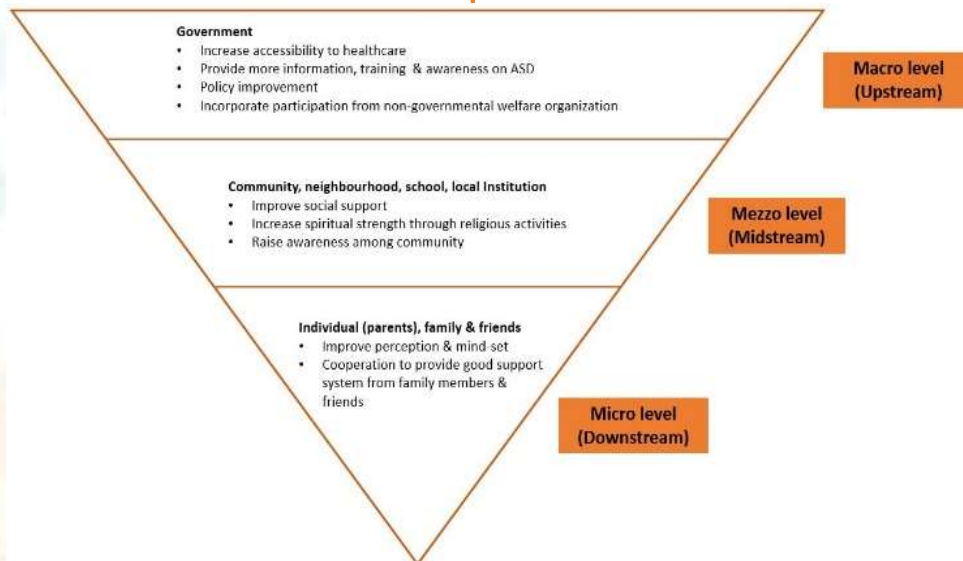 Government
• Increase accessibility to healthcare
• Provide more information, training & awareness on ASD
• Policy improvement
• Incorporate participation from non-governmental welfare organization
Macro level
(Upstream)
Community, neighbourhood, school, local Institution
• Improve social support
• Increase spiritual strength through religious activities
• Raise awareness among community
Mezzo level
(Midstream)
Individual (parents), family & friends
• Improve perception & mind-set
• Cooperation to provide good support
system from family members &
friends
Micro level
(Downstream)